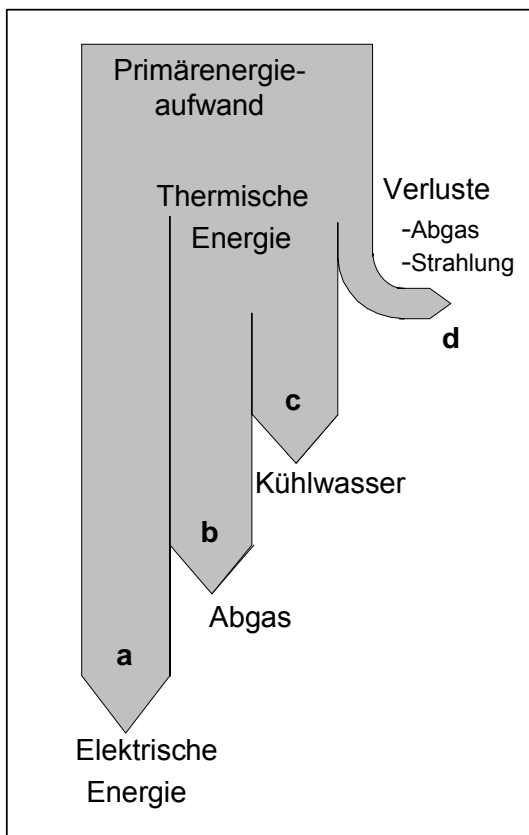 Primärenergie-
aufwand
Thermische
Energie
Verluste
-Abgas
-Strahlung
d
c
Kühlwasser
b
Abgas
a
Elektrische
Energie